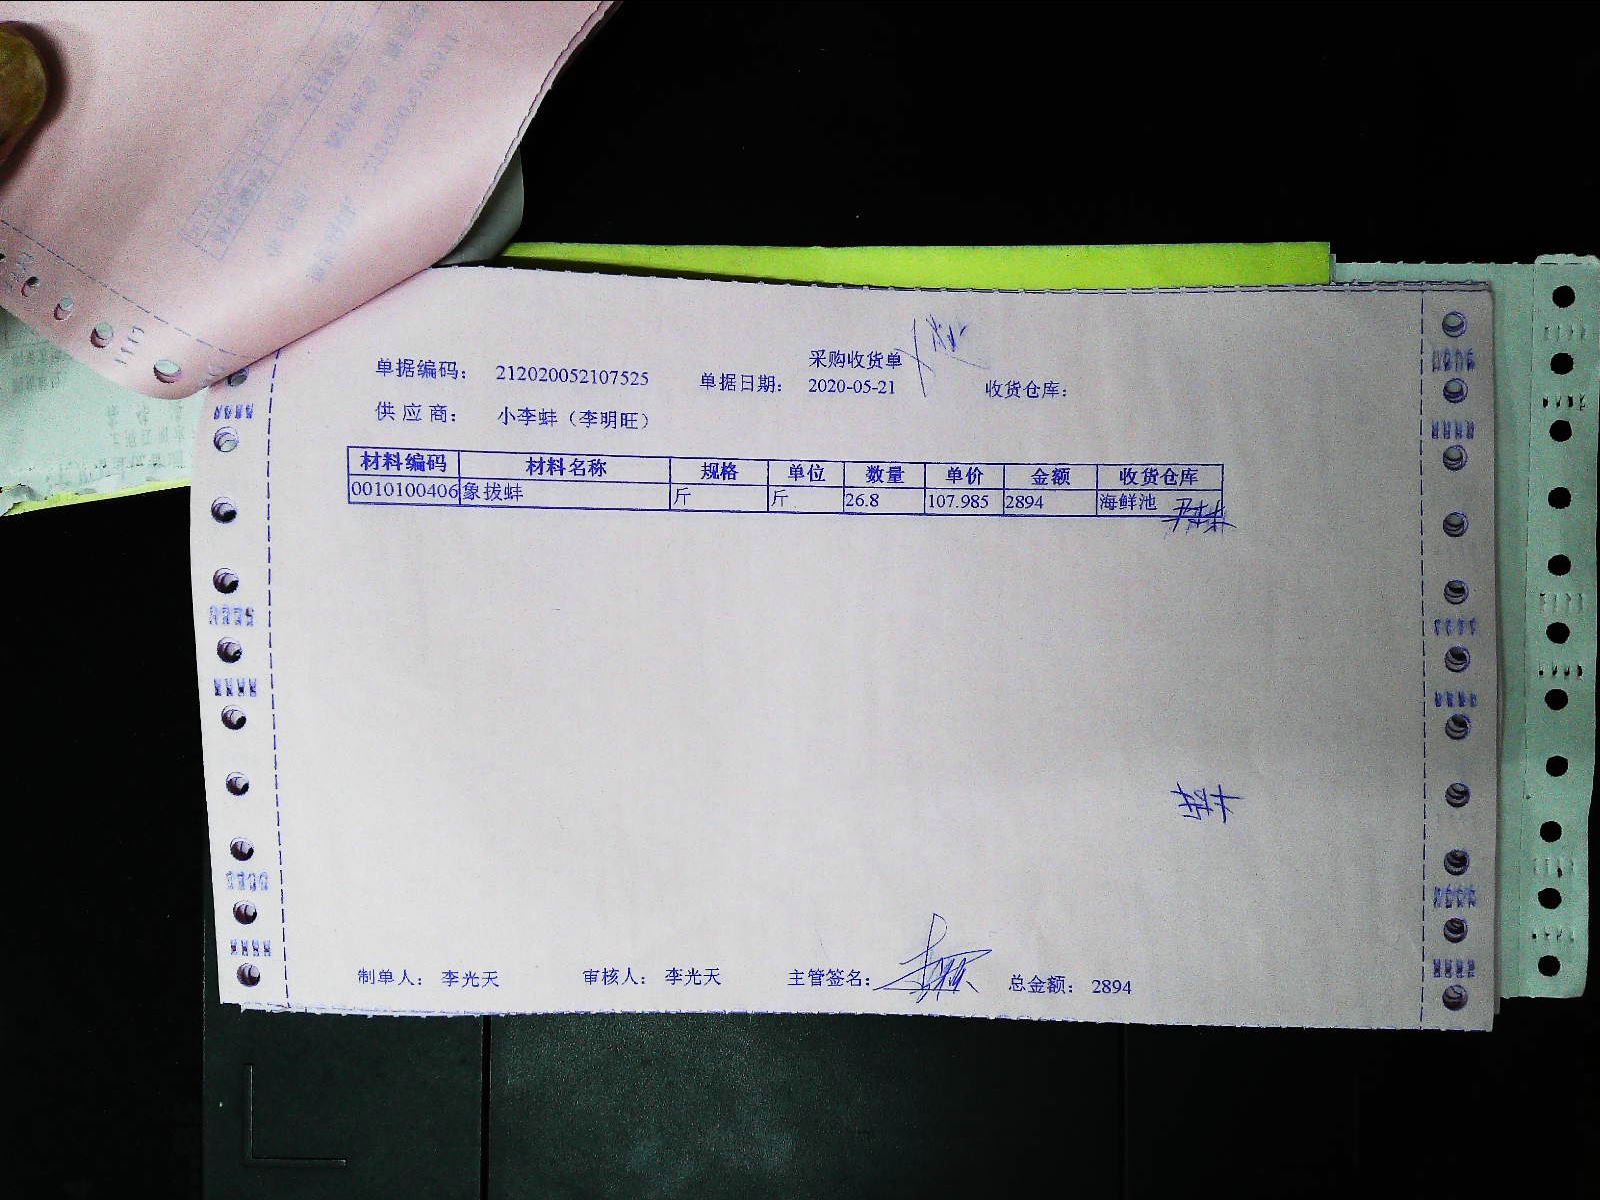 采购收货单
单据编码： 212020052107525 单据日期： 2020-05-21 收货仓库：
供 应 商： 小李蚌（李明旺）
材料编码 材料名称 规格 单位 数量 单价 金额 收货仓库
0010100406 象拔蚌 斤 斤 26.8 107.985 2894 海鲜池
制单人： 李光天 审核人： 李光天 主管签名： 总金额： 2894